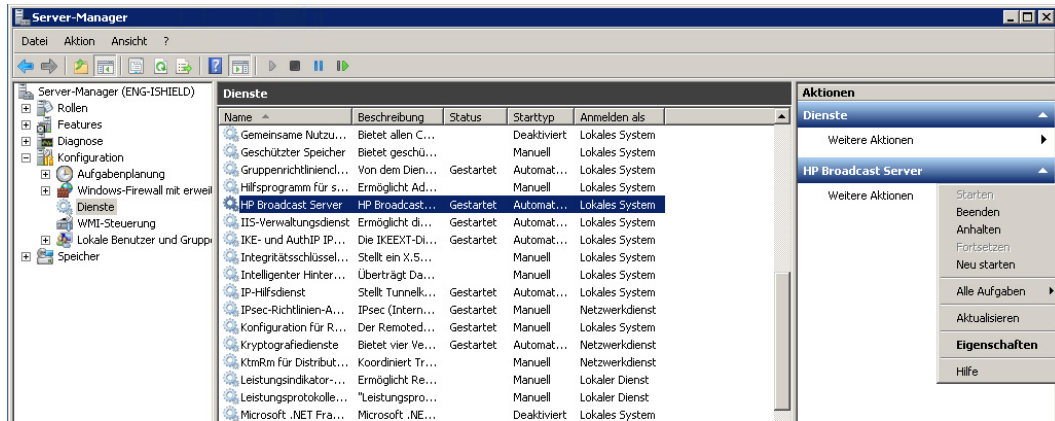 Server-Manager
Datei Aktion Ansicht ?
Server-Manager (ENG-ISHIELD)
Rollen
Features
Diagnose
Konfiguration
Aufgabenplanung
Windows-Firewall mit erweit
Dienste
WMI-Steuerung
Lokale Benutzer und Gruppe
Speicher
Dienste
Name Beschreibung Status Starttyp Anmelden als
Gemeinsame Nutzu... Bietet allen C... Deaktiviert Lokales System
Geschützter Speicher Bietet geschü... Manuell Lokales System
Gruppenrichtliniencl... Von dem Dien... Gestartet Automat... Lokales System
Hilfsprogramm für s... Ermöglicht Ad... Manuell Lokales System
HP Broadcast Server HP Broadcast... Gestartet Automat... Lokales System
IIS-Verwaltungsdienst Ermöglicht di... Gestartet Automat... Lokales System
IKE- und AuthIP IP... Die IKEEXT-Di... Gestartet Automat... Lokales System
Integritätsschlüssel... Stellt ein X.5... Manuell Lokales System
Intelligenter Hinter... Überträgt Da... Manuell Lokales System
IP-Hilfsdienst Stellt Tunnelk... Gestartet Automat... Lokales System
IPsec-Richtlinien-A... IPsec (Intern... Gestartet Manuell Netzwerkdienst
Konfiguration für R... Der Remoted... Gestartet Manuell Lokales System
Kryptografiedienste Bietet vier Ve... Gestartet Automat... Netzwerkdienst
KtmRm für Distribut... Koordiniert Tr... Manuell Netzwerkdienst
Leistungsindikator-... Ermöglicht Re... Manuell Lokaler Dienst
Leistungsprotokolle... "Leistungspro... Manuell Lokaler Dienst
Microsoft .NET Fra... Microsoft .NE... Deaktiviert Lokales System
Aktionen
Dienste
Weitere Aktionen
HP Broadcast Server
Weitere Aktionen
Starten
Beenden
Anhalten
Fortsetzen
Neu starten
Alle Aufgaben
Aktualisieren
Eigenschaften
Hilfe